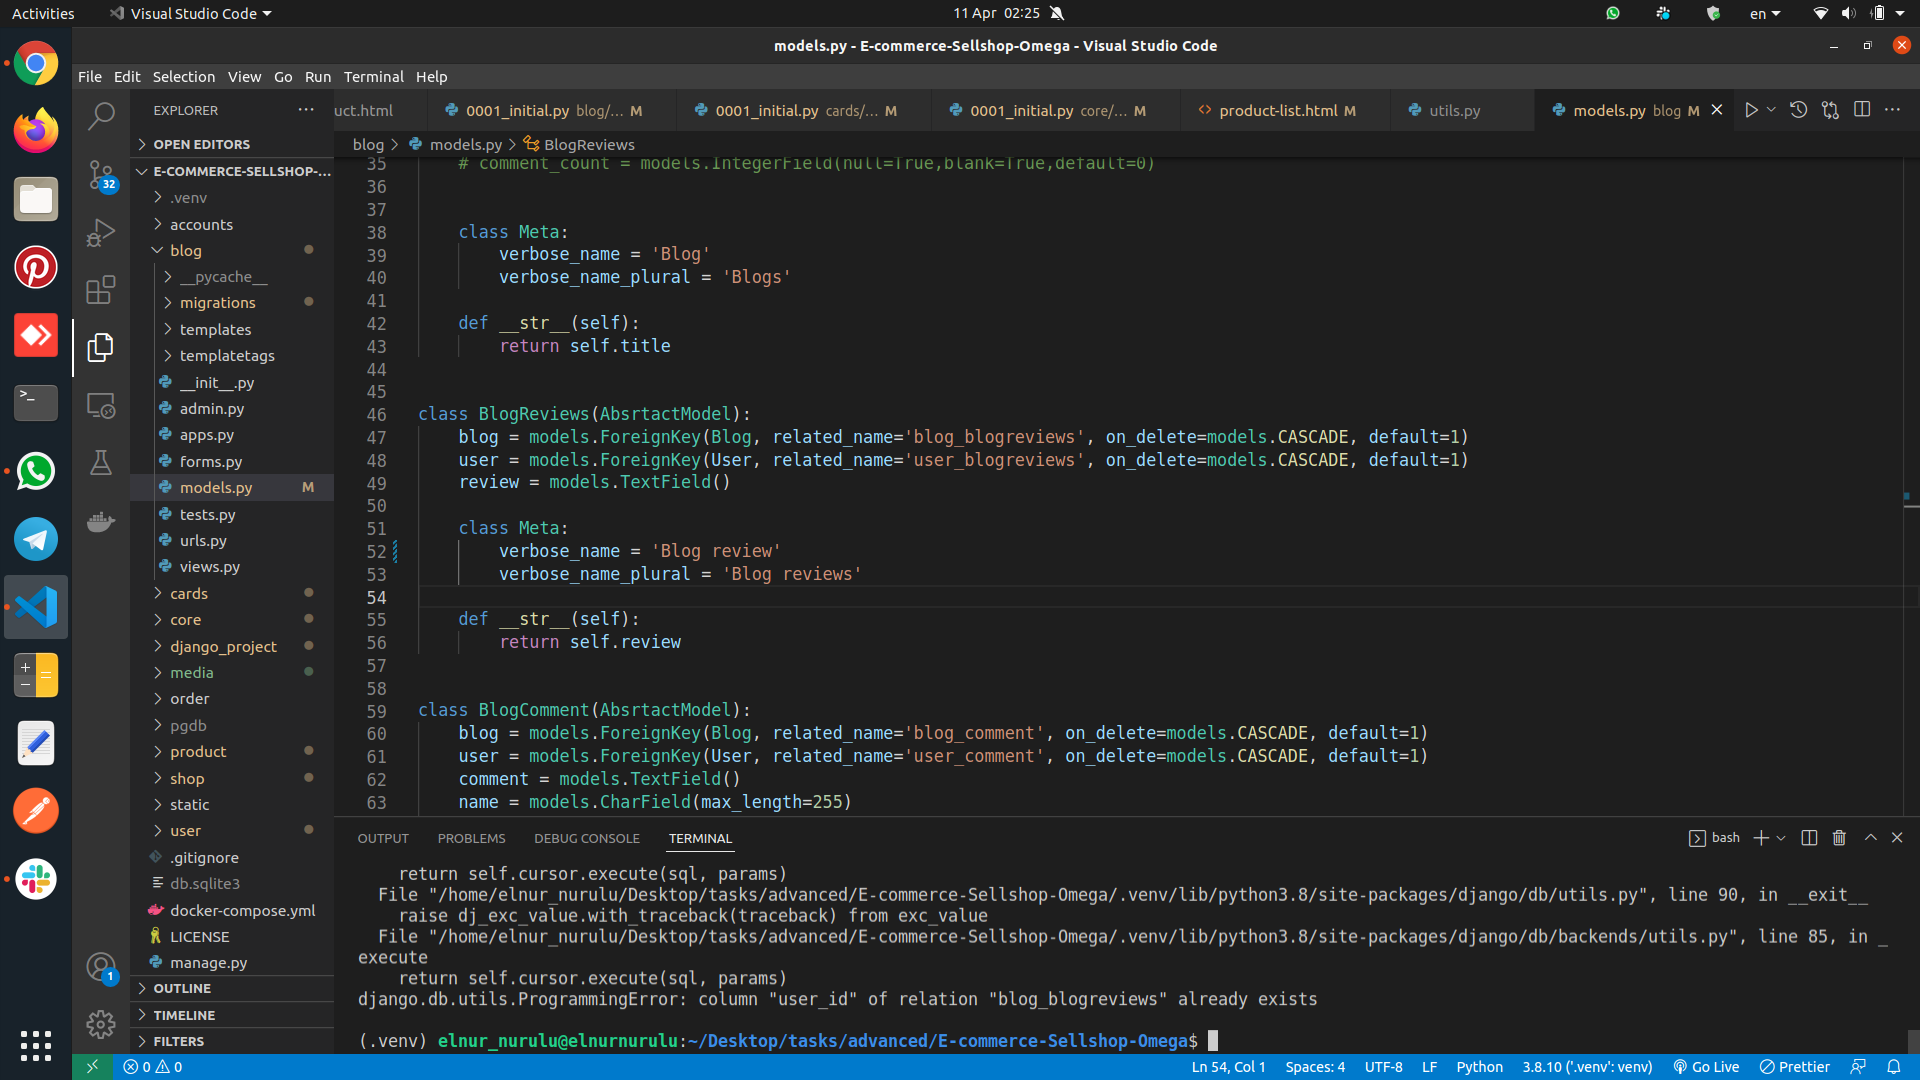 Activities
Visual Studio Code
11 Apr 02:25
en
models.py - E-commerce-Sellshop-Omega - Visual Studio Code
File Edit Selection View Go Run Terminal Help
EXPLORER
uct.html
0001_initial.py blog/... M
0001_initial.py cards/... M
0001_initial.py core/... M
product-list.html M
utils.py
models.py blog M
OPEN EDITORS
E-COMMERCE-SELLSHOP-...
.venv
accounts
blog
__pycache__
migrations
templates
templatetags
__init__.py
admin.py
apps.py
forms.py
models.py M
tests.py
urls.py
views.py
cards
core
django_project
media
order
pgdb
product
shop
static
user
.gitignore
db.sqlite3
docker-compose.yml
LICENSE
manage.py
OUTLINE
TIMELINE
FILTERS
32
1
blog > models.py > BlogReviews
35 # comment_count = models.IntegerField(null=True,blank=True,default=0)
36
37
38 class Meta:
39 verbose_name = 'Blog'
40 verbose_name_plural = 'Blogs'
41
42 def __str__(self):
43 return self.title
44
45
46 class BlogReviews(AbsrtactModel):
47 blog = models.ForeignKey(Blog, related_name='blog_blogreviews', on_delete=models.CASCADE, default=1)
48 user = models.ForeignKey(User, related_name='user_blogreviews', on_delete=models.CASCADE, default=1)
49 review = models.TextField()
50
51 class Meta:
52 verbose_name = 'Blog review'
53 verbose_name_plural = 'Blog reviews'
54
55 def __str__(self):
56 return self.review
57
58
59 class BlogComment(AbsrtactModel):
60 blog = models.ForeignKey(Blog, related_name='blog_comment', on_delete=models.CASCADE, default=1)
61 user = models.ForeignKey(User, related_name='user_comment', on_delete=models.CASCADE, default=1)
62 comment = models.TextField()
63 name = models.CharField(max_length=255)
OUTPUT PROBLEMS DEBUG CONSOLE TERMINAL
bash
return self.cursor.execute(sql, params)
File "/home/elnur_nurulu/Desktop/tasks/advanced/E-commerce-Sellshop-Omega/.venv/lib/python3.8/site-packages/django/db/utils.py", line 90, in __exit__
raise dj_exc_value.with_traceback(traceback) from exc_value
File "/home/elnur_nurulu/Desktop/tasks/advanced/E-commerce-Sellshop-Omega/.venv/lib/python3.8/site-packages/django/db/backends/utils.py", line 85, in _
execute
return self.cursor.execute(sql, params)
django.db.utils.ProgrammingError: column "user_id" of relation "blog_blogreviews" already exists
(.venv) elnur_nurulu@elnurnurulu:~/Desktop/tasks/advanced/E-commerce-Sellshop-Omega$
0 0
Ln 54, Col 1 Spaces: 4 UTF-8 LF Python 3.8.10 ('.venv': venv) Go Live Prettier